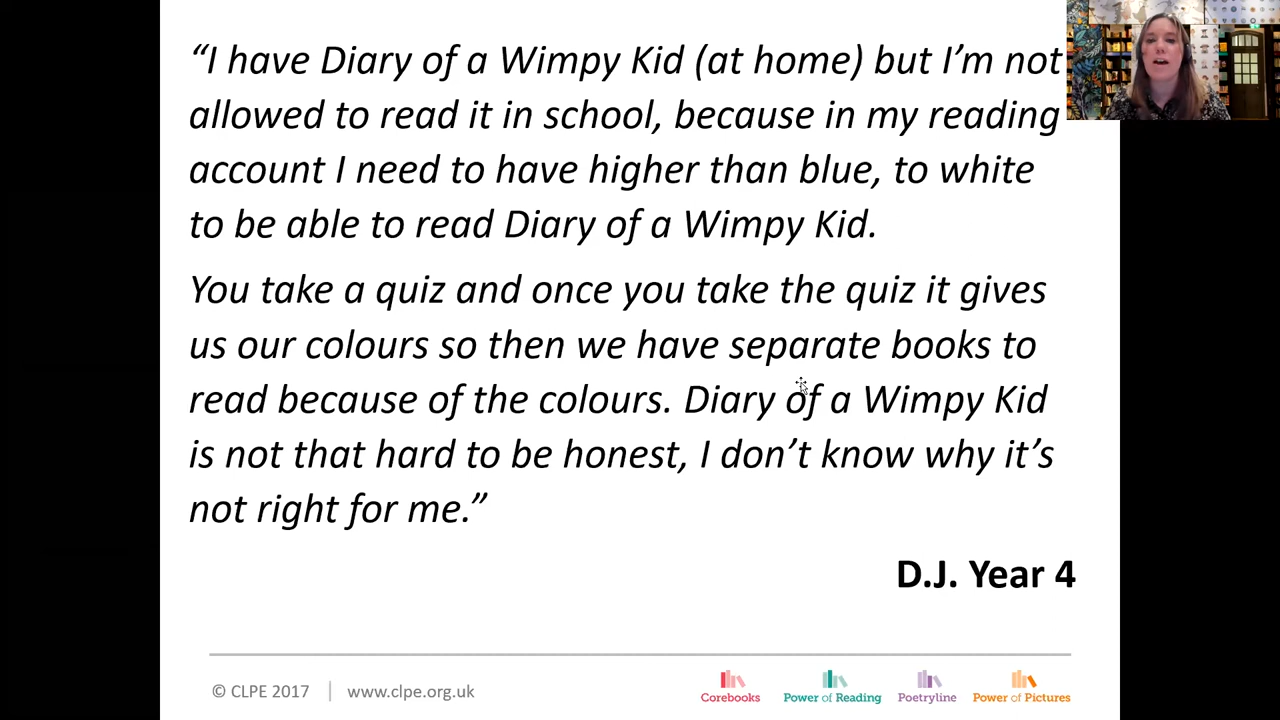 “I have Diary of a Wimpy Kid (at home) but I’m not
allowed to read it in school, because in my reading
account I need to have higher than blue, to white
to be able to read Diary of a Wimpy Kid.
You take a quiz and once you take the quiz it gives
us our colours so then we have separate books to
read because of the colours. Diary of a Wimpy Kid
is not that hard to be honest, I don’t know why it’s
not right for me.”
D.J. Year 4
© CLPE 2017 | www.clpe.org.uk
Corebooks Power of Reading Poetryline Power of Pictures